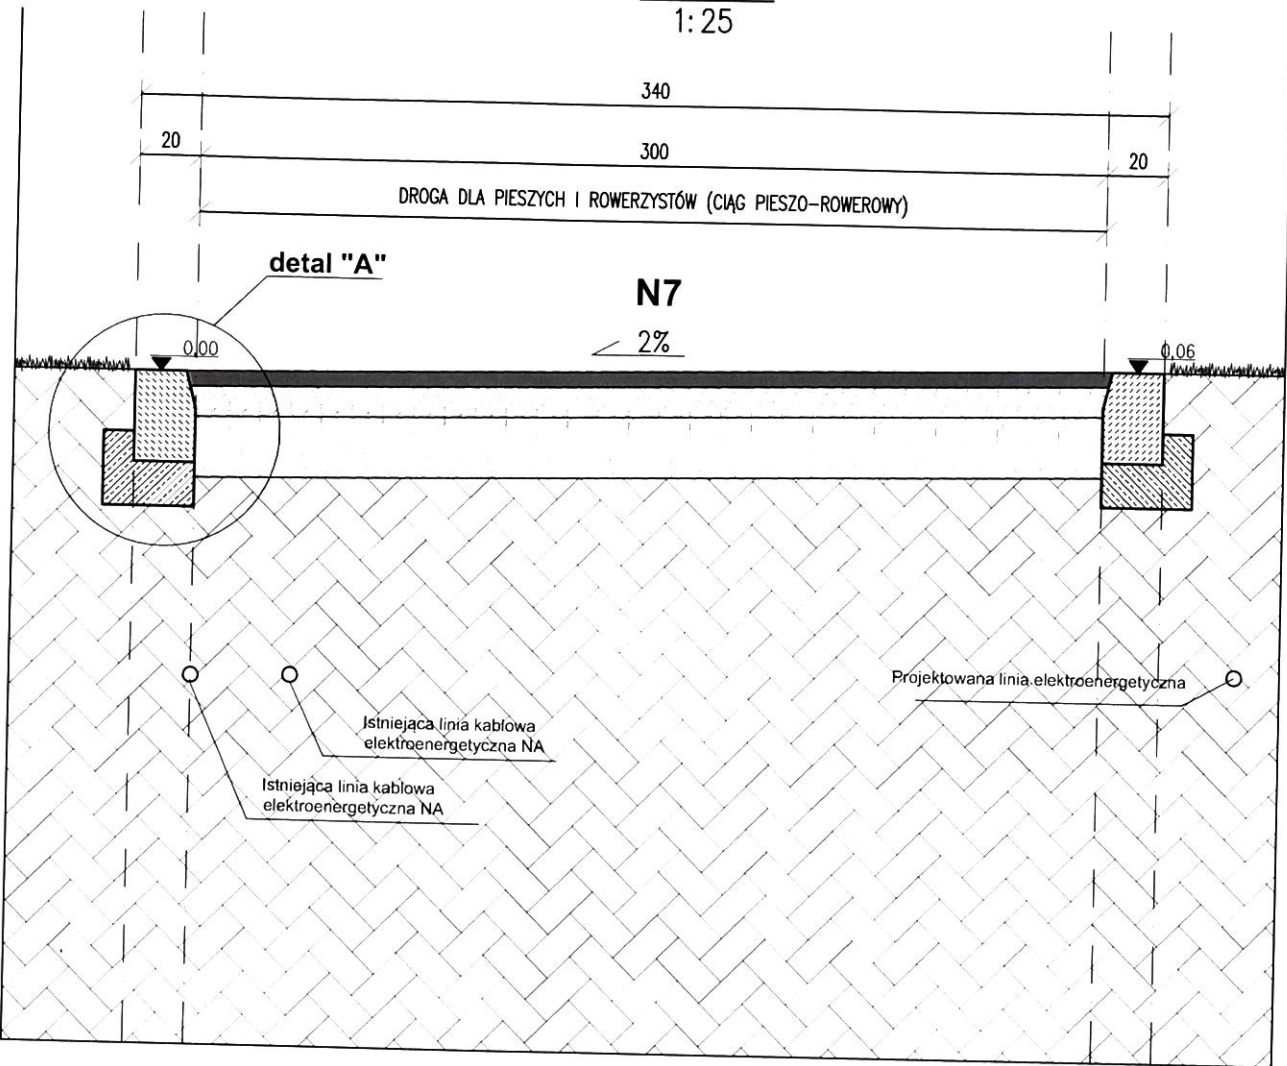 1:25
340
20
300
20
DROGA DLA PIESZYCH I ROWERZYSTÓW (CIĄG PIESZO-ROWEROWY)
detal "A"
N7
2%
0.00
0.06
Projektowana linia elektroenergetyczna
Istniejąca linia kablowa
elektroenergetyczna NA
Istniejąca linia kablowa
elektroenergetyczna NA